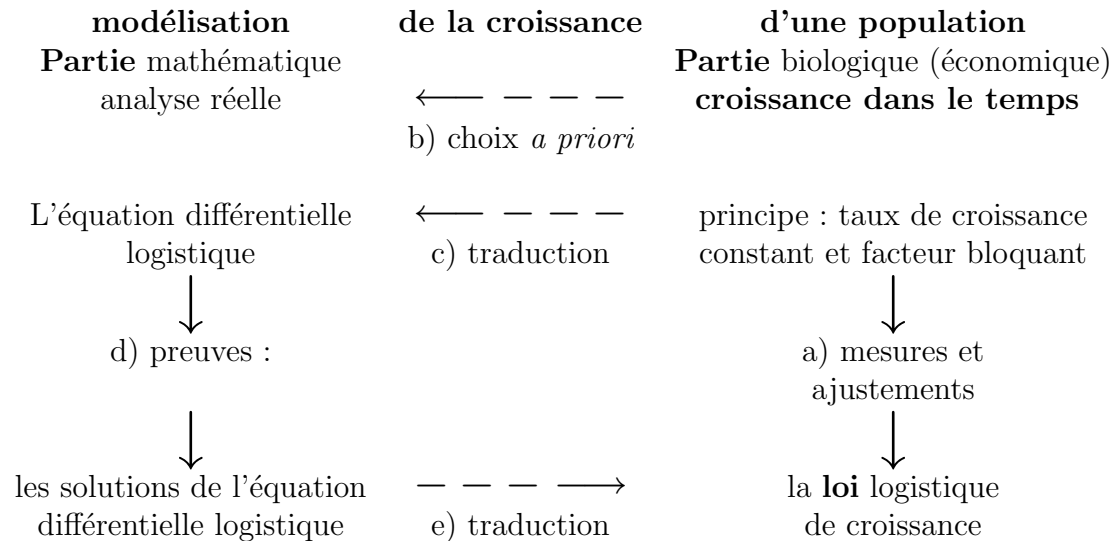 modélisation de la croissance d'une population
Partie mathématique Partie biologique (économique)
analyse réelle croissance dans le temps
b) choix a priori
L'équation différentielle principe : taux de croissance
logistique c) traduction constant et facteur bloquant
d) preuves : a) mesures et
ajustements
les solutions de l'équation la loi logistique
différentielle logistique e) traduction de croissance